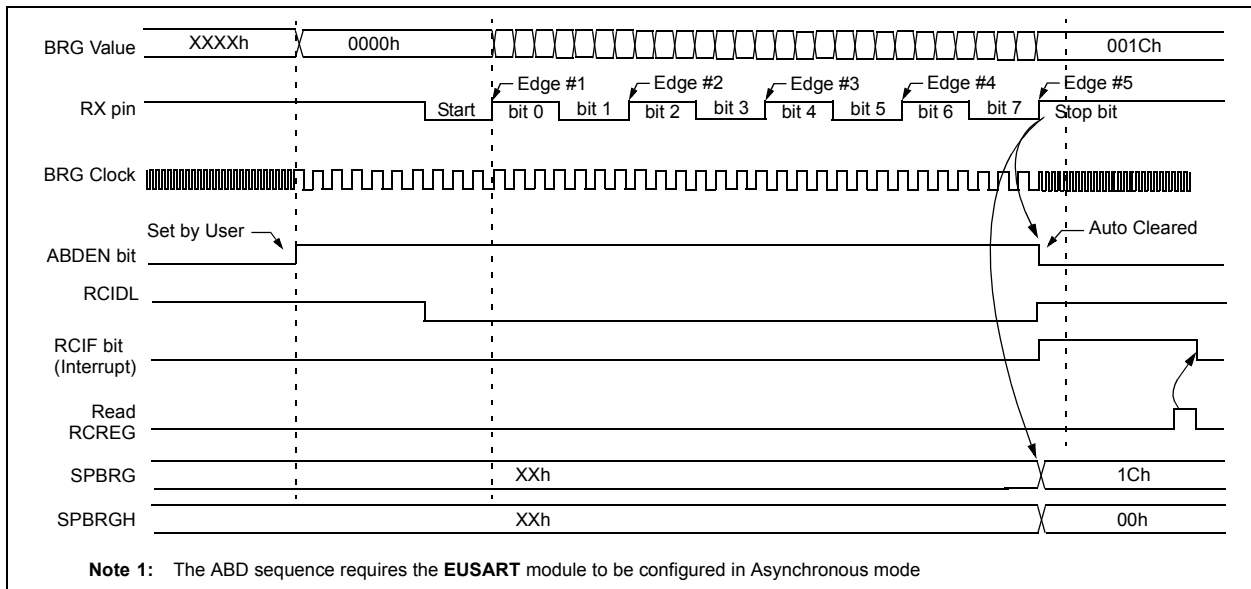 BRG Value XXXXh 0000h 001Ch
Edge #1 Edge #2 Edge #3 Edge #4 Edge #5
RX pin Start bit 0 bit 1 bit 2 bit 3 bit 4 bit 5 bit 6 bit 7 Stop bit
BRG Clock
Set by User Auto Cleared
ABDEN bit
RCIDL
RCIF bit
(Interrupt)
Read
RCREG
SPBRG XXh 1Ch
SPBRGH XXh 00h
Note 1: The ABD sequence requires the EUSART module to be configured in Asynchronous mode